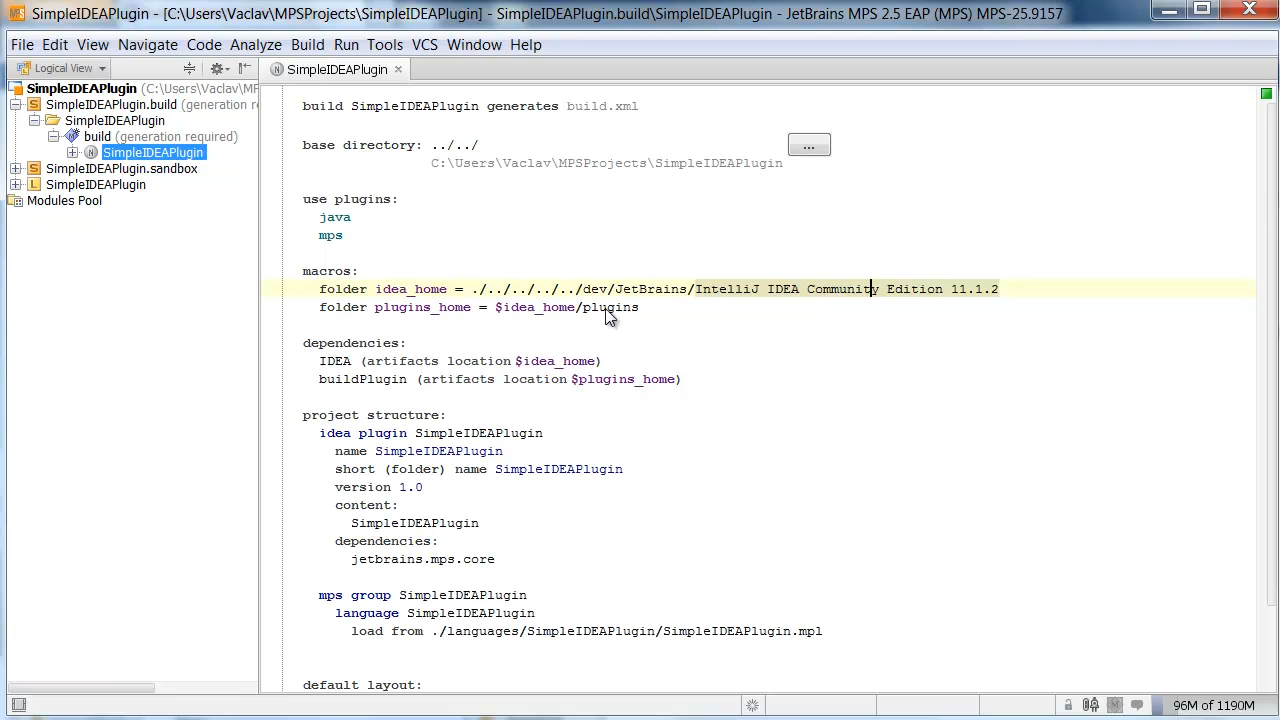 SimpleIDEAPlugin - [C:\Users\Vaclav\MPSProjects\SimpleIDEAPlugin] - SimpleIDEAPlugin.build\SimpleIDEAPlugin - JetBrains MPS 2.5 EAP (MPS) MPS-25.9157
File Edit View Navigate Code Analyze Build Run Tools VCS Window Help
Logical View
SimpleIDEAPlugin
SimpleIDEAPlugin (C:\Users\Vaclav\MP
SimpleIDEAPlugin.build (generation re
SimpleIDEAPlugin
build (generation required)
SimpleIDEAPlugin
SimpleIDEAPlugin.sandbox
SimpleIDEAPlugin
Modules Pool
build SimpleIDEAPlugin generates build.xml
base directory: ../../
...
C:\Users\Vaclav\MPSProjects\SimpleIDEAPlugin
use plugins:
java
mps
macros:
folder idea_home = ./../../../../dev/JetBrains/IntelliJ IDEA Community Edition 11.1.2
folder plugins_home = $idea_home/plugins
dependencies:
IDEA (artifacts location $idea_home)
buildPlugin (artifacts location $plugins_home)
project structure:
idea plugin SimpleIDEAPlugin
name SimpleIDEAPlugin
short (folder) name SimpleIDEAPlugin
version 1.0
content:
SimpleIDEAPlugin
dependencies:
jetbrains.mps.core
mps group SimpleIDEAPlugin
language SimpleIDEAPlugin
load from ./languages/SimpleIDEAPlugin/SimpleIDEAPlugin.mpl
default layout:
96M of 1190M